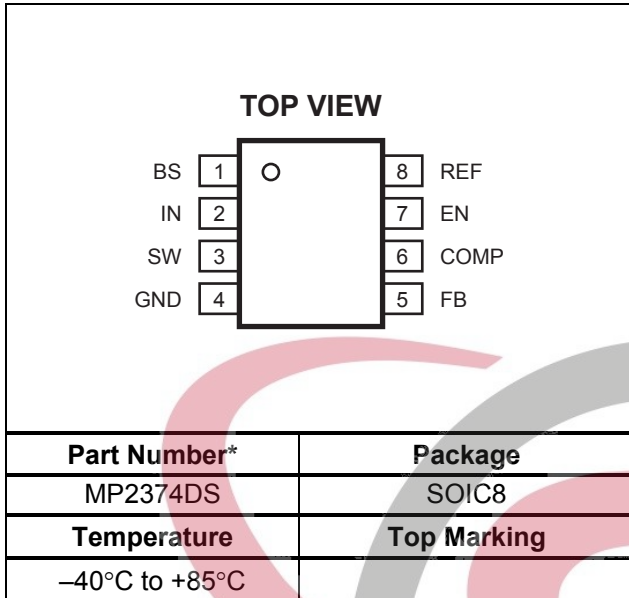 TOP VIEW
BS 1 8 REF
IN 2 7 EN
SW 3 6 COMP
GND 4 5 FB
Part Number* Package
MP2374DS SOIC8
Temperature Top Marking
–40°C to +85°C